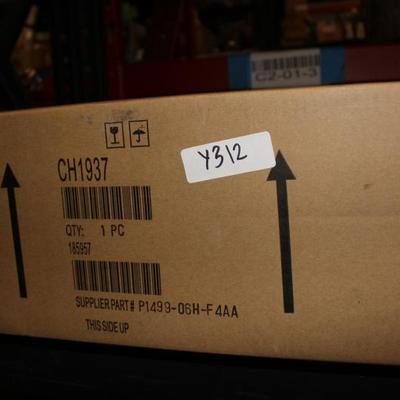 C2-01-3
CH1937
Y312
QTY: 1 PC
185957
SUPPLIER PART# P1499-06H-F4AA
THIS SIDE UP